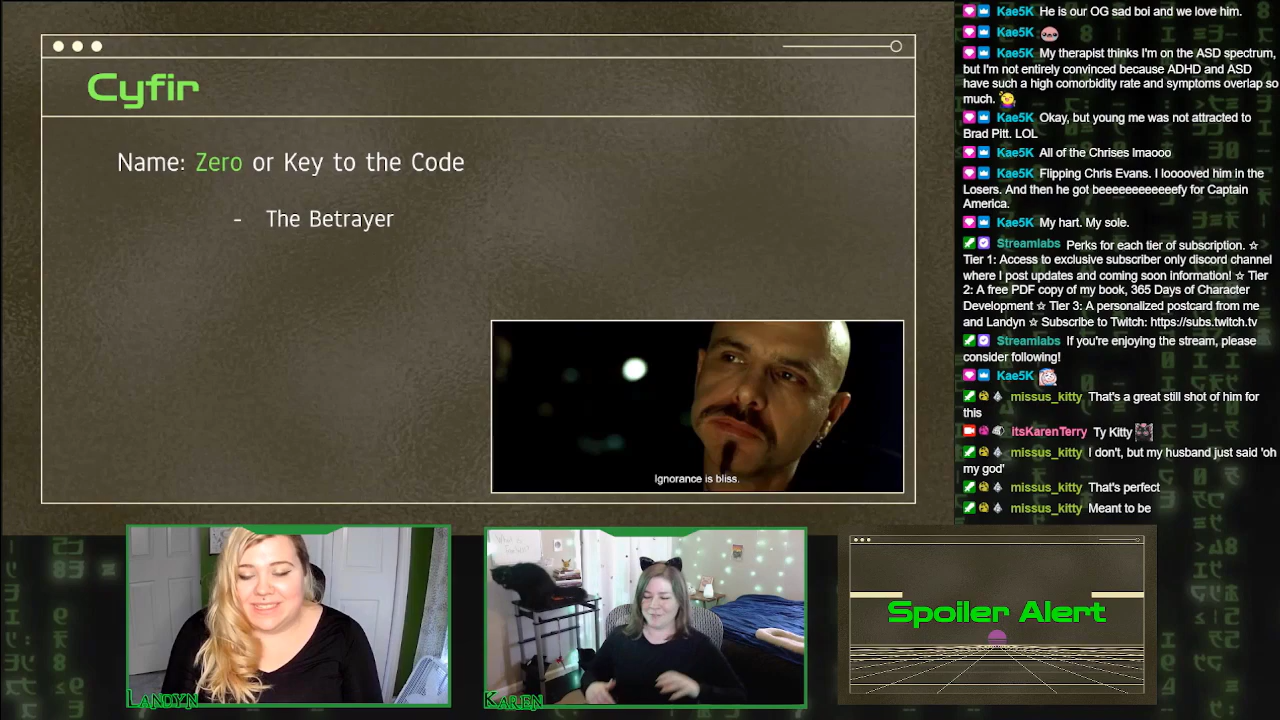 Cyfir
Name: Zero or Key to the Code
- The Betrayer
Ignorance is bliss.
Kae5K He is our OG sad boi and we love him.
Kae5K
Kae5K My therapist thinks I'm on the ASD spectrum,
but I'm not entirely convinced because ADHD and ASD
have such a high comorbidity rate and symptoms overlap so
much.
Kae5K Okay, but young me was not attracted to
Brad Pitt. LOL
Kae5K All of the Chrises lmaooo
Kae5K Flipping Chris Evans. I looooved him in the
Losers. And then he got beeeeeeeeeeefy for Captain
America.
Kae5K My hart. My sole.
Streamlabs Perks for each tier of subscription. ☆
Tier 1: Access to exclusive subscriber only discord channel
where I post updates and coming soon information! ☆ Tier
2: A free PDF copy of my book, 365 Days of Character
Development ☆ Tier 3: A personalized postcard from me
and Landyn ☆ Subscribe to Twitch: https://subs.twitch.tv
Streamlabs If you're enjoying the stream, please
consider following!
Kae5K
missus_kitty That's a great still shot of him for
this
itsKarenTerry Ty Kitty
missus_kitty I don't, but my husband just said 'oh
my god'
missus_kitty That's perfect
missus_kitty Meant to be
Landyn
Karen
Spoiler Alert